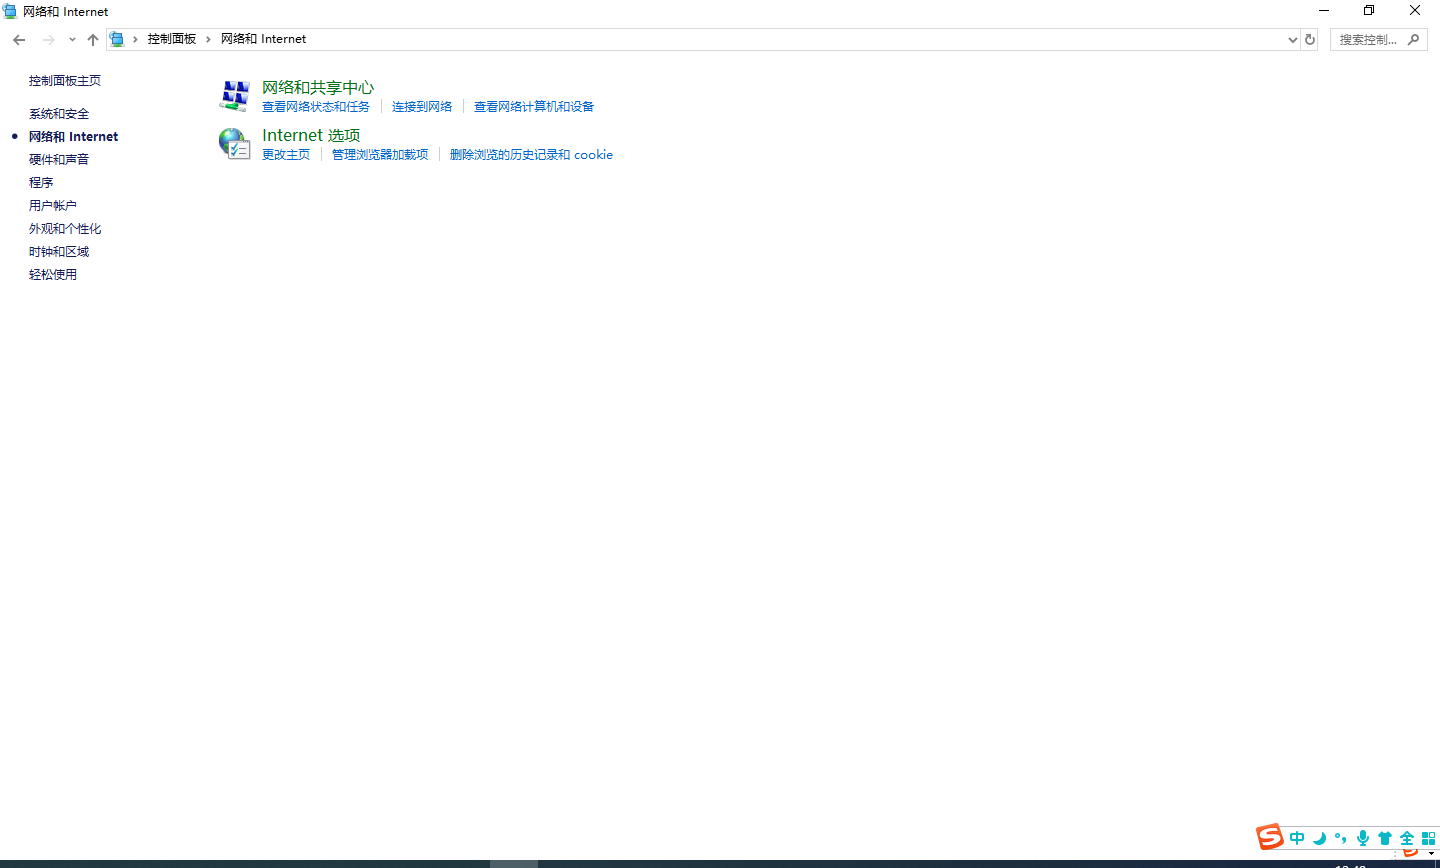 网络和 Internet
控制面板 网络和 Internet 搜索控制...
控制面板主页
系统和安全
网络和 Internet
硬件和声音
程序
用户帐户
外观和个性化
时钟和区域
轻松使用
网络和共享中心
查看网络状态和任务 连接到网络 查看网络计算机和设备
Internet 选项
更改主页 管理浏览器加载项 删除浏览的历史记录和 cookie
S 中 全